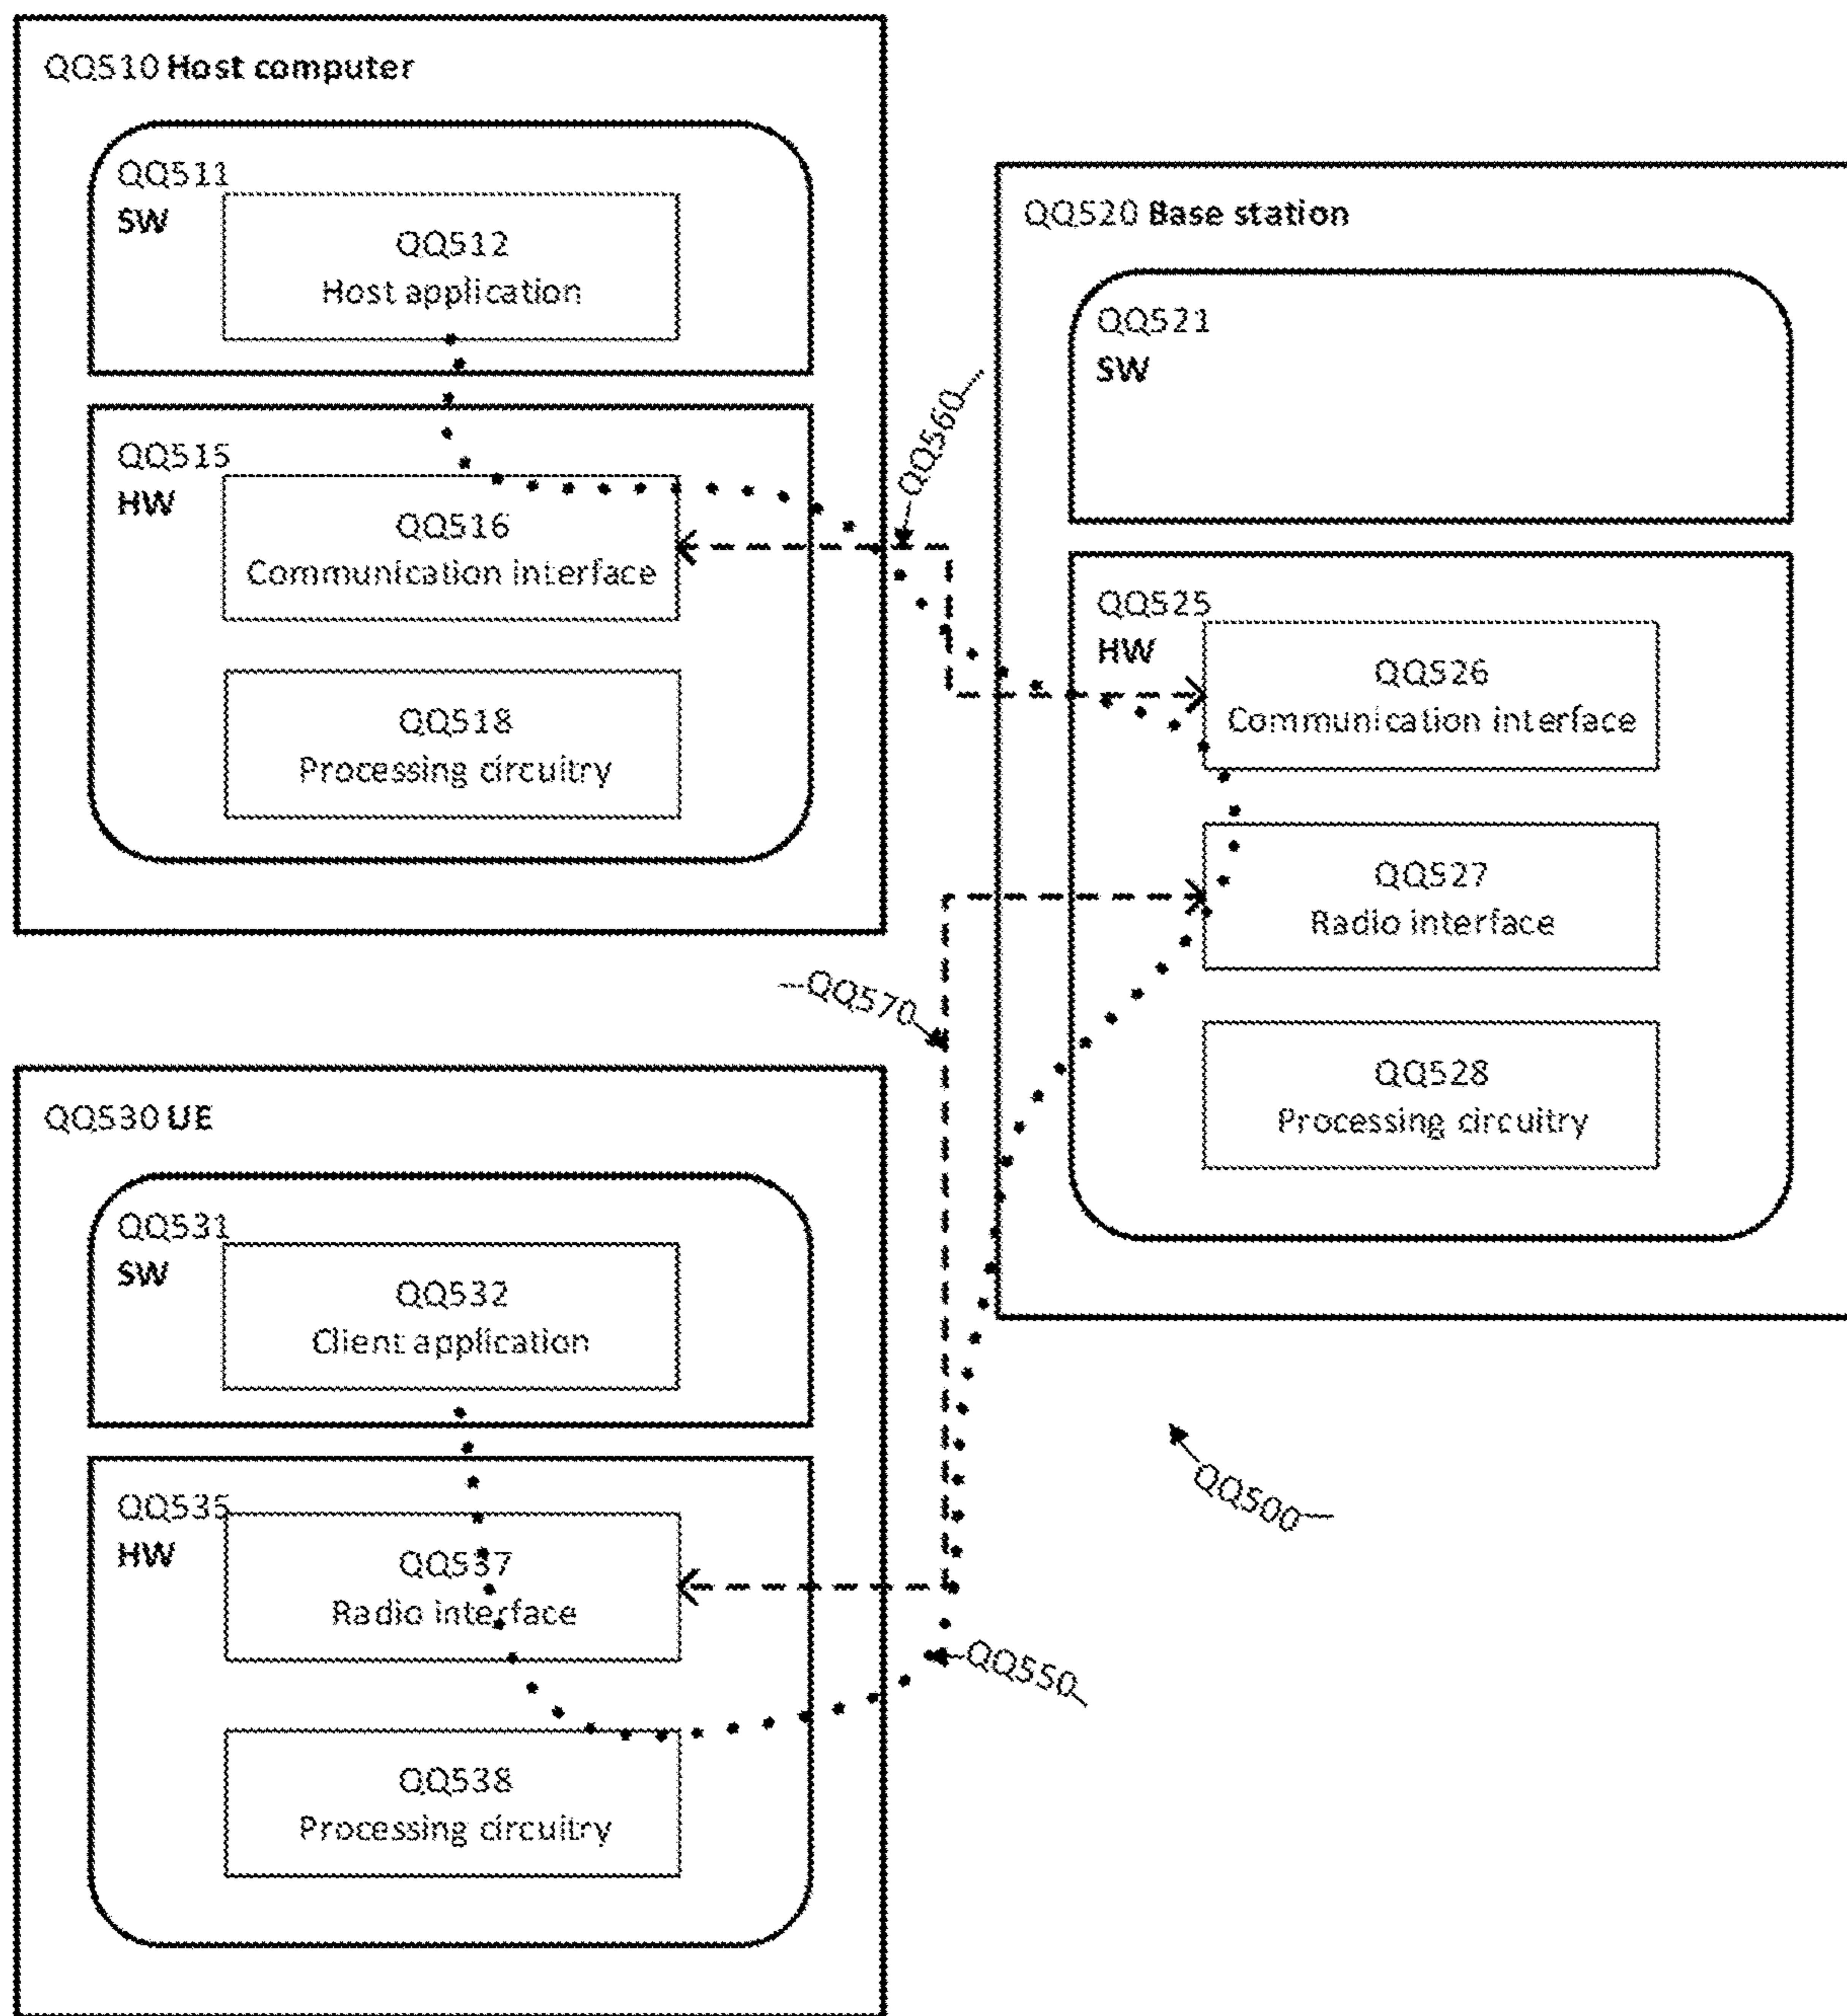 QQ510 Host computer
QQ511
SW
QQ512
Host application
QQ515
HW
QQ516
Communication interface
QQ518
Processing circuitry
QQ560
QQ520 Base station
QQ521
SW
QQ525
HW
QQ526
Communication interface
QQ527
Radio interface
QQ528
Processing circuitry
QQ570
QQ530 UE
QQ531
SW
QQ532
Client application
QQ535
HW
QQ537
Radio interface
QQ538
Processing circuitry
QQ500
QQ550